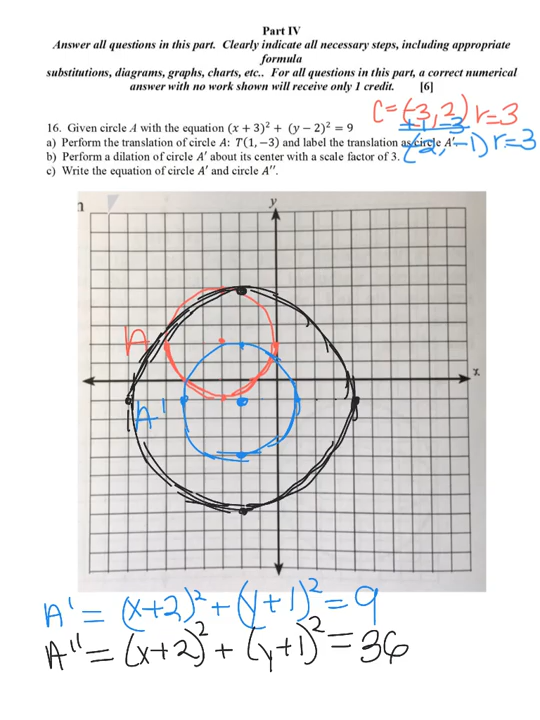 Part IV
Answer all questions in this part. Clearly indicate all necessary steps, including appropriate
formula
substitutions, diagrams, graphs, charts, etc.. For all questions in this part, a correct numerical
answer with no work shown will receive only 1 credit. [6]
C=(-3,2) r=3
+1 -3
16. Given circle A with the equation (x + 3)² + (y − 2)² = 9
a) Perform the translation of circle A: T(1, −3) and label the translation as circle A′.
(-2,-1) r=3
b) Perform a dilation of circle A′ about its center with a scale factor of 3.
c) Write the equation of circle A′ and circle A′′.
n
y
A
x
A'
A' = (x+2)² + (y+1)² = 9
A'' = (x+2)² + (y+1)² = 36